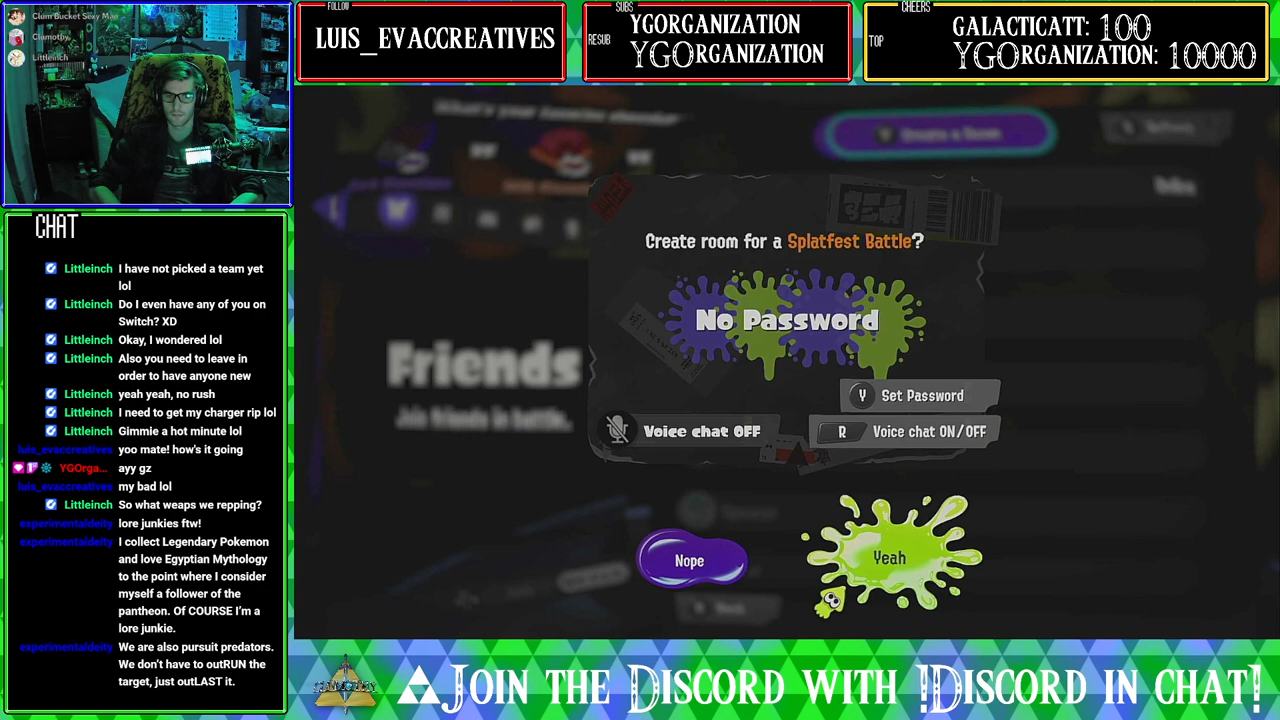 Clum Bucket Sexy Man
Clumothy
Littleinch
FOLLOW
LUIS_EVACCREATIVES
SUBS
RESUB
YGORGANIZATION
YGORGANIZATION
CHEERS
TOP
GALACTICATT: 100
YGORGANIZATION: 10000
CHAT
Littleinch I have not picked a team yet
lol
Littleinch Do I even have any of you on
Switch? XD
Littleinch Okay, I wondered lol
Littleinch Also you need to leave in
order to have anyone new
Littleinch yeah yeah, no rush
Littleinch I need to get my charger rip lol
Littleinch Gimmie a hot minute lol
luis_evaccreatives yoo mate! how's it going
YGOrga... ayy gz
luis_evaccreatives my bad lol
Littleinch So what weaps we repping?
experimentaldeity lore junkies ftw!
experimentaldeity I collect Legendary Pokemon
and love Egyptian Mythology
to the point where I consider
myself a follower of the
pantheon. Of COURSE I'm a
lore junkie.
experimentaldeity We are also pursuit predators.
We don't have to outRUN the
target, just outLAST it.
What's your favorite
Create a Room
Refresh
Create room for a Splatfest Battle?
No Password
Y Set Password
Voice chat OFF
R Voice chat ON/OFF
Friends
Join friends in battle.
Nope
Yeah
Back
JOIN THE DISCORD WITH !DISCORD IN CHAT!